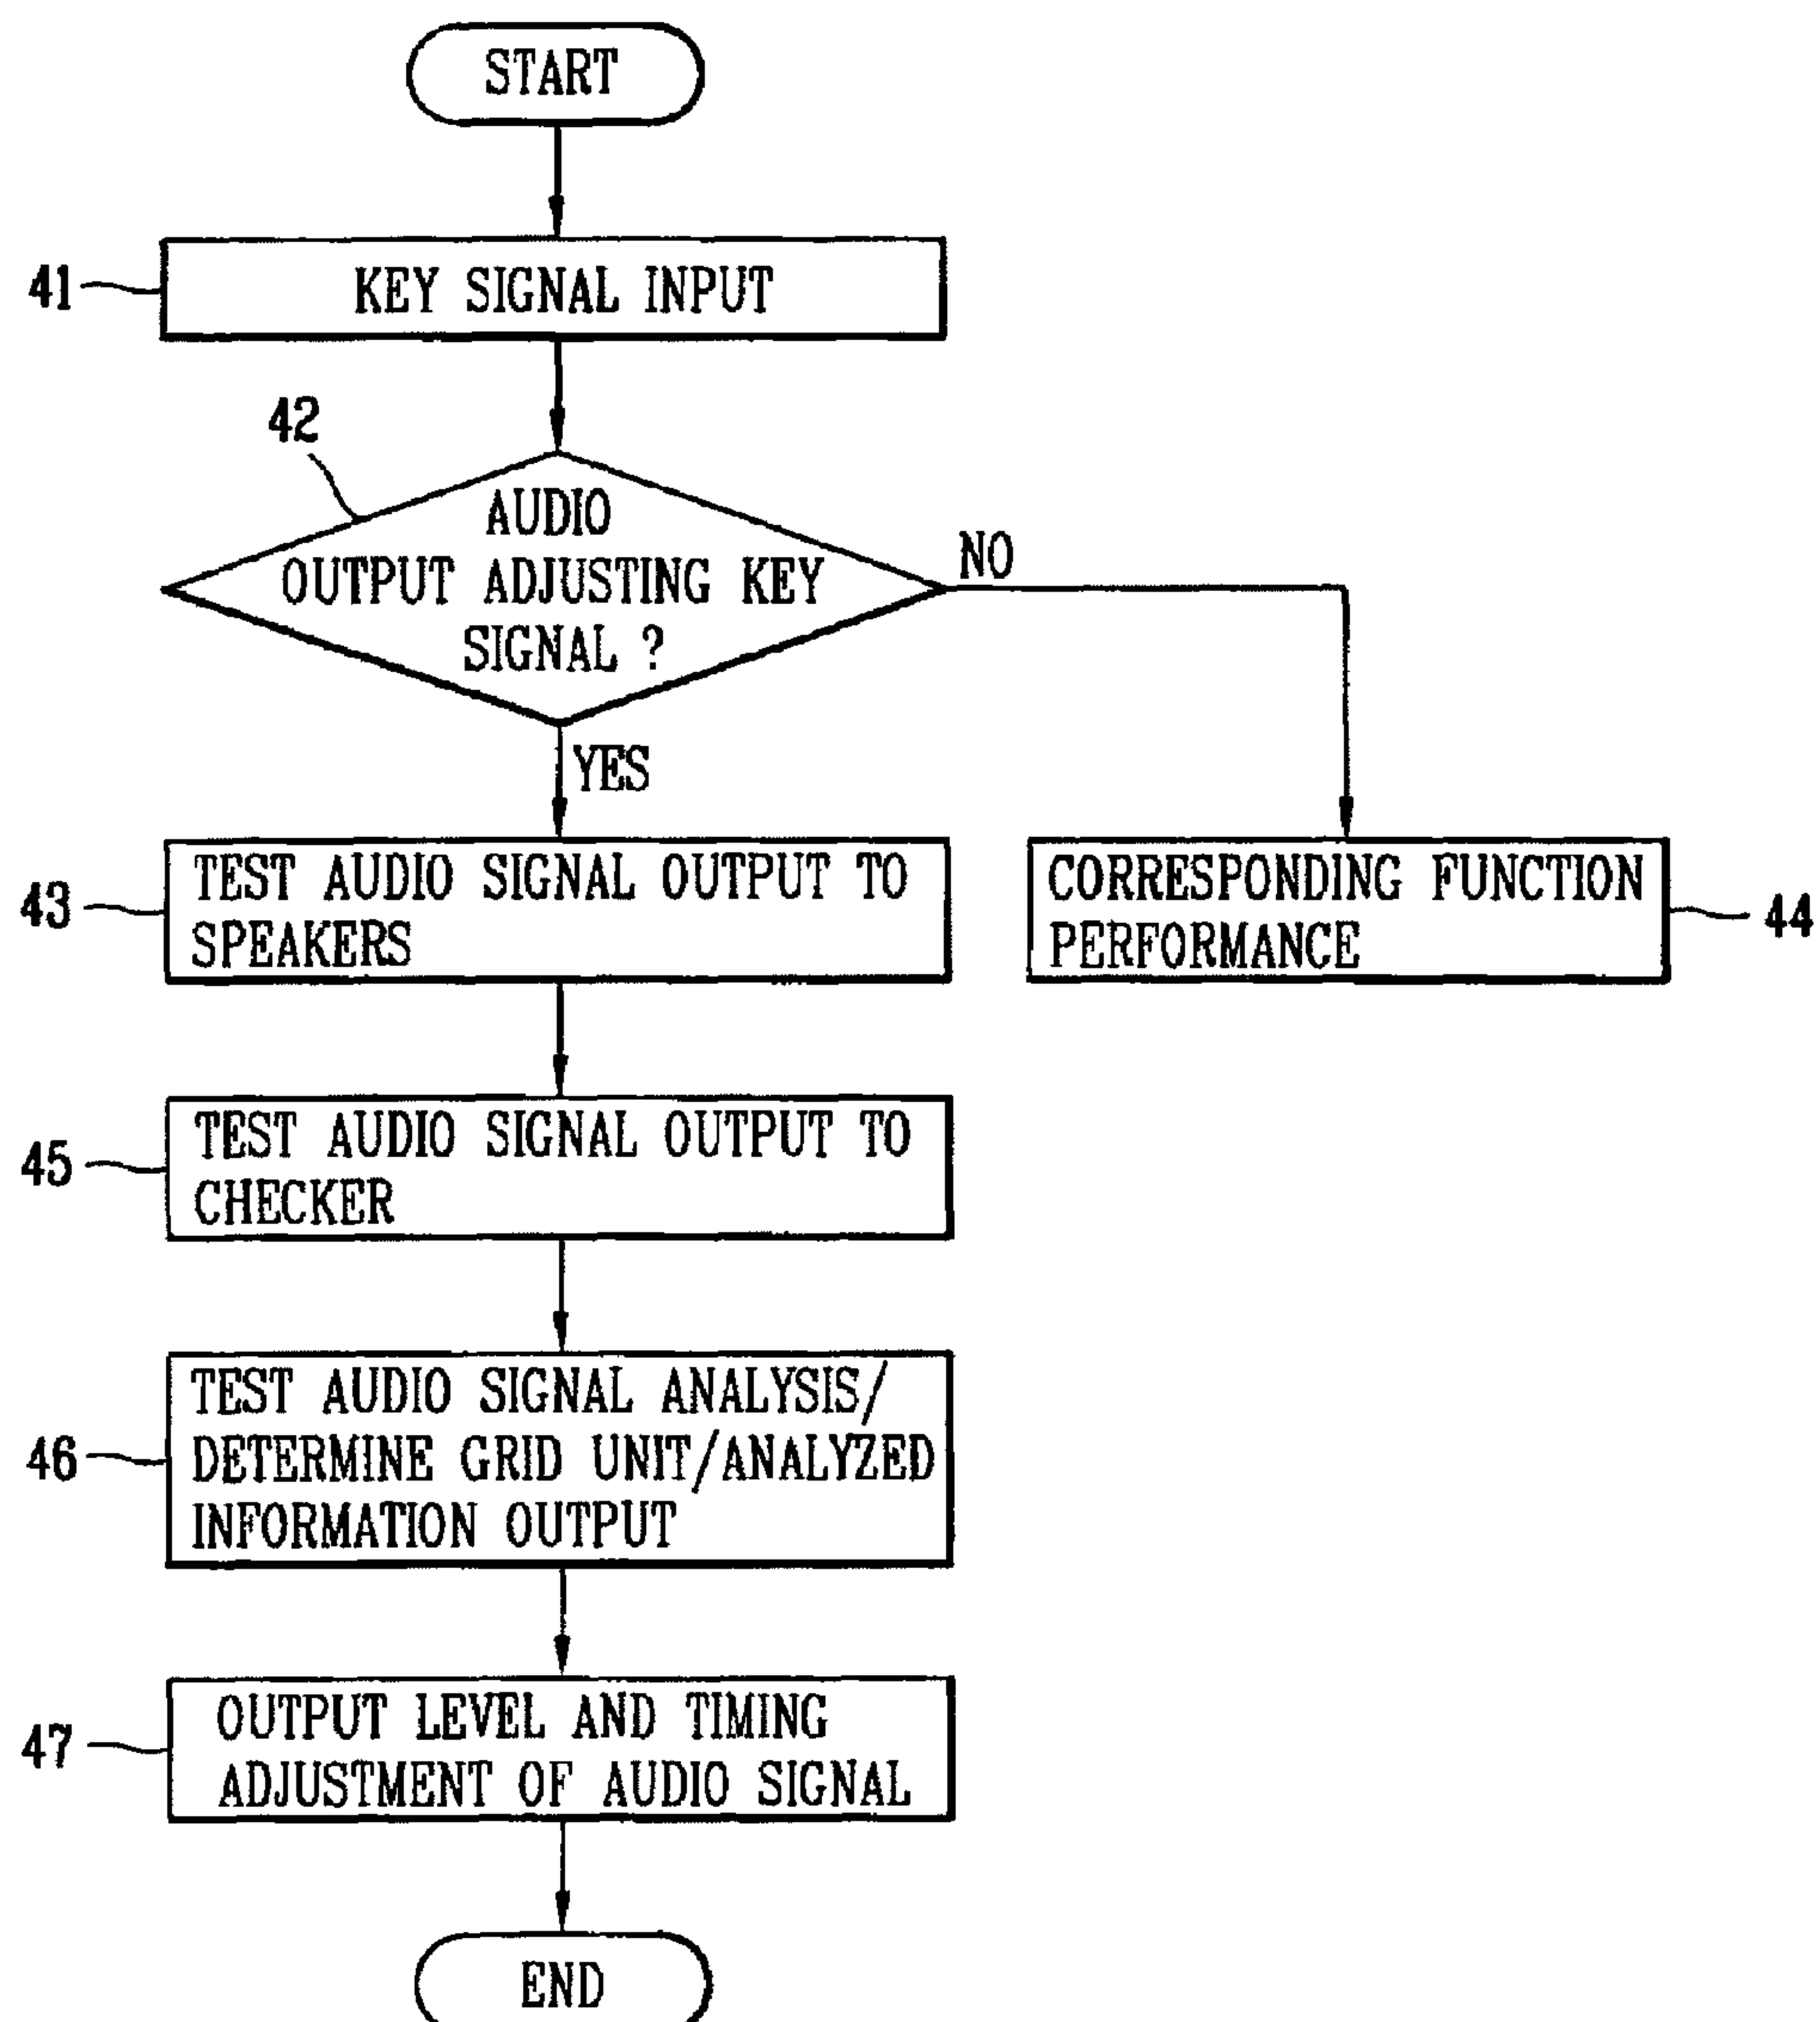 START
41
KEY SIGNAL INPUT
42
AUDIO
OUTPUT ADJUSTING KEY
SIGNAL ?
NO
YES
43
TEST AUDIO SIGNAL OUTPUT TO
SPEAKERS
CORRESPONDING FUNCTION
PERFORMANCE
44
45
TEST AUDIO SIGNAL OUTPUT TO
CHECKER
46
TEST AUDIO SIGNAL ANALYSIS/
DETERMINE GRID UNIT/ANALYZED
INFORMATION OUTPUT
47
OUTPUT LEVEL AND TIMING
ADJUSTMENT OF AUDIO SIGNAL
END